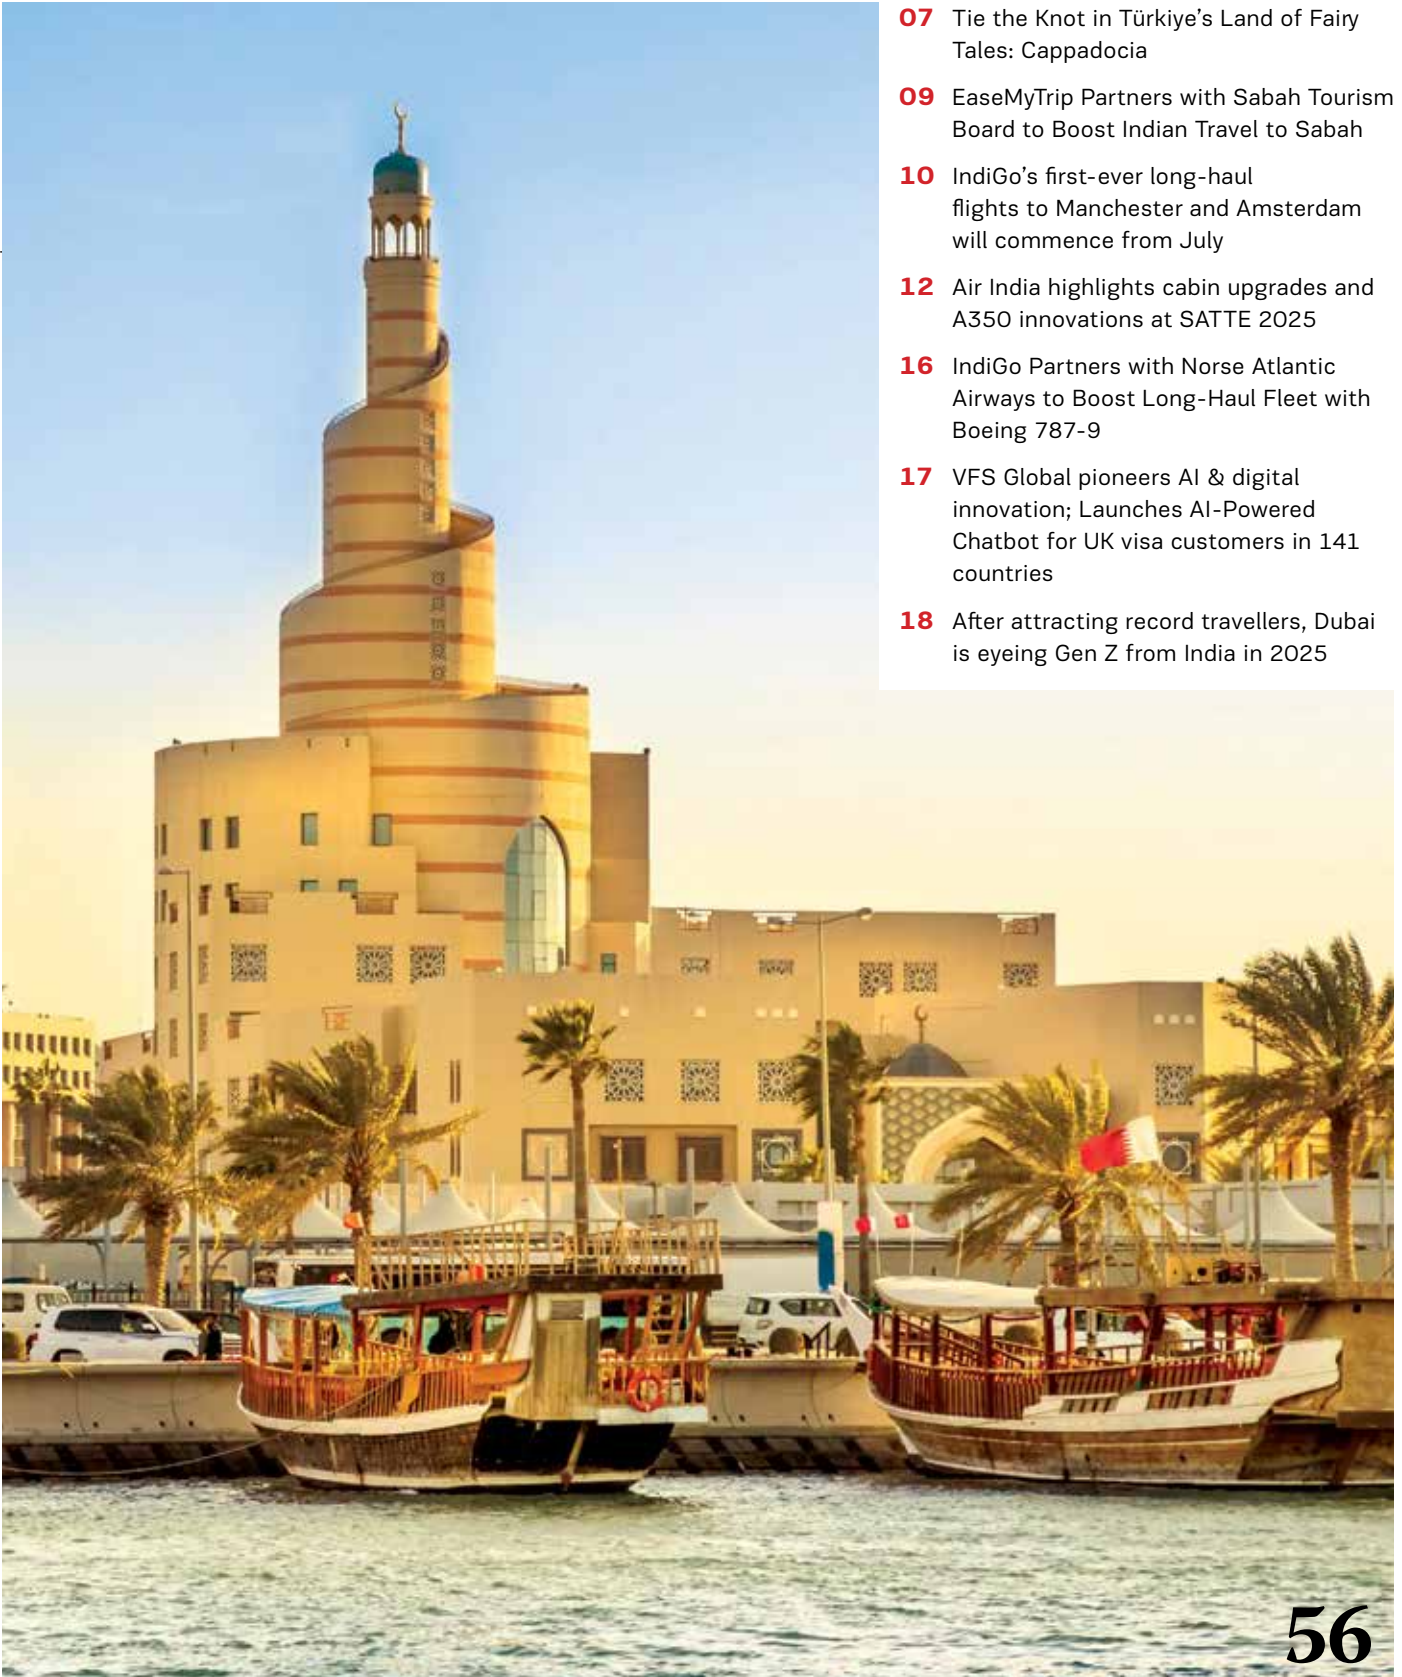 07 Tie the Knot in Türkiye’s Land of Fairy
Tales: Cappadocia
09 EaseMyTrip Partners with Sabah Tourism
Board to Boost Indian Travel to Sabah
10 IndiGo’s first-ever long-haul
flights to Manchester and Amsterdam
will commence from July
12 Air India highlights cabin upgrades and
A350 innovations at SATTE 2025
16 IndiGo Partners with Norse Atlantic
Airways to Boost Long-Haul Fleet with
Boeing 787-9
17 VFS Global pioneers AI & digital
innovation; Launches AI-Powered
Chatbot for UK visa customers in 141
countries
18 After attracting record travellers, Dubai
is eyeing Gen Z from India in 2025
56